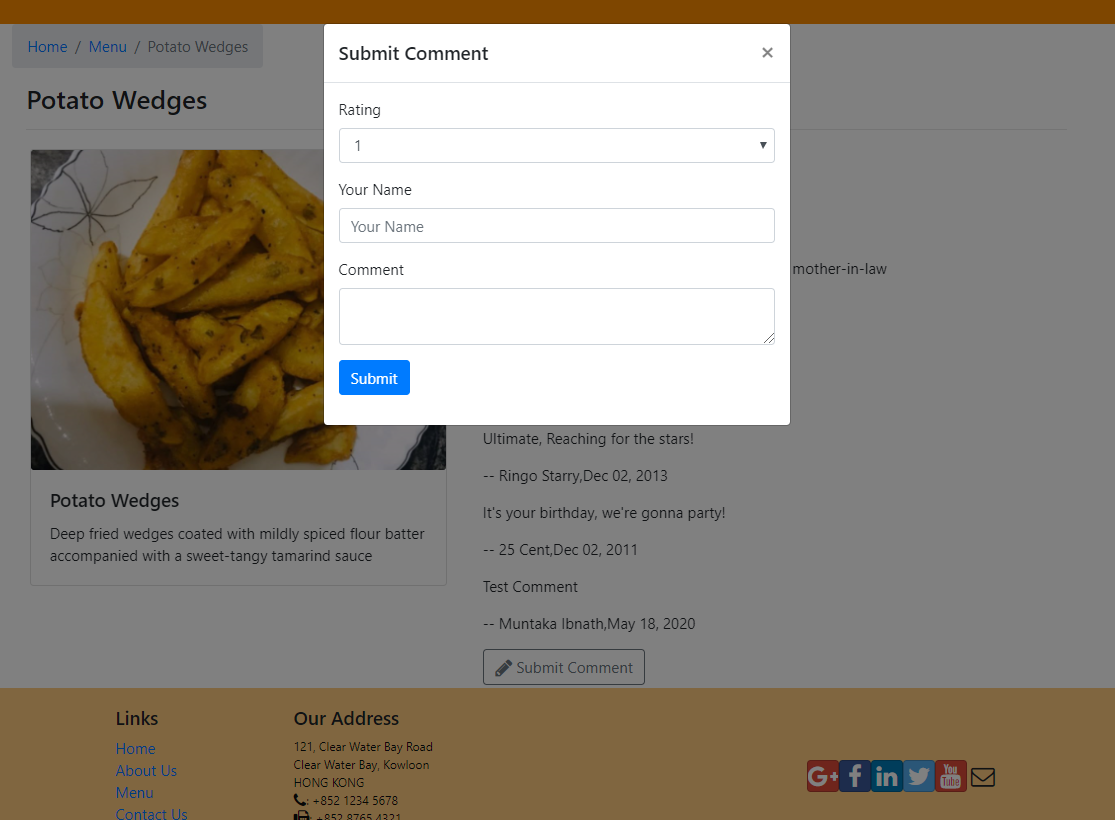 Home / Menu / Potato Wedges
Potato Wedges
Submit Comment ×
Rating
1
Your Name
Your Name
Comment
Submit
mother-in-law
Ultimate, Reaching for the stars!
-- Ringo Starry,Dec 02, 2013
It's your birthday, we're gonna party!
-- 25 Cent,Dec 02, 2011
Test Comment
-- Muntaka Ibnath,May 18, 2020
Submit Comment
Potato Wedges
Deep fried wedges coated with mildly spiced flour batter
accompanied with a sweet-tangy tamarind sauce
Links
Home
About Us
Menu
Contact Us
Our Address
121, Clear Water Bay Road
Clear Water Bay, Kowloon
HONG KONG
: +852 1234 5678
: +852 8765 4321
G+
f
in
You
Tube